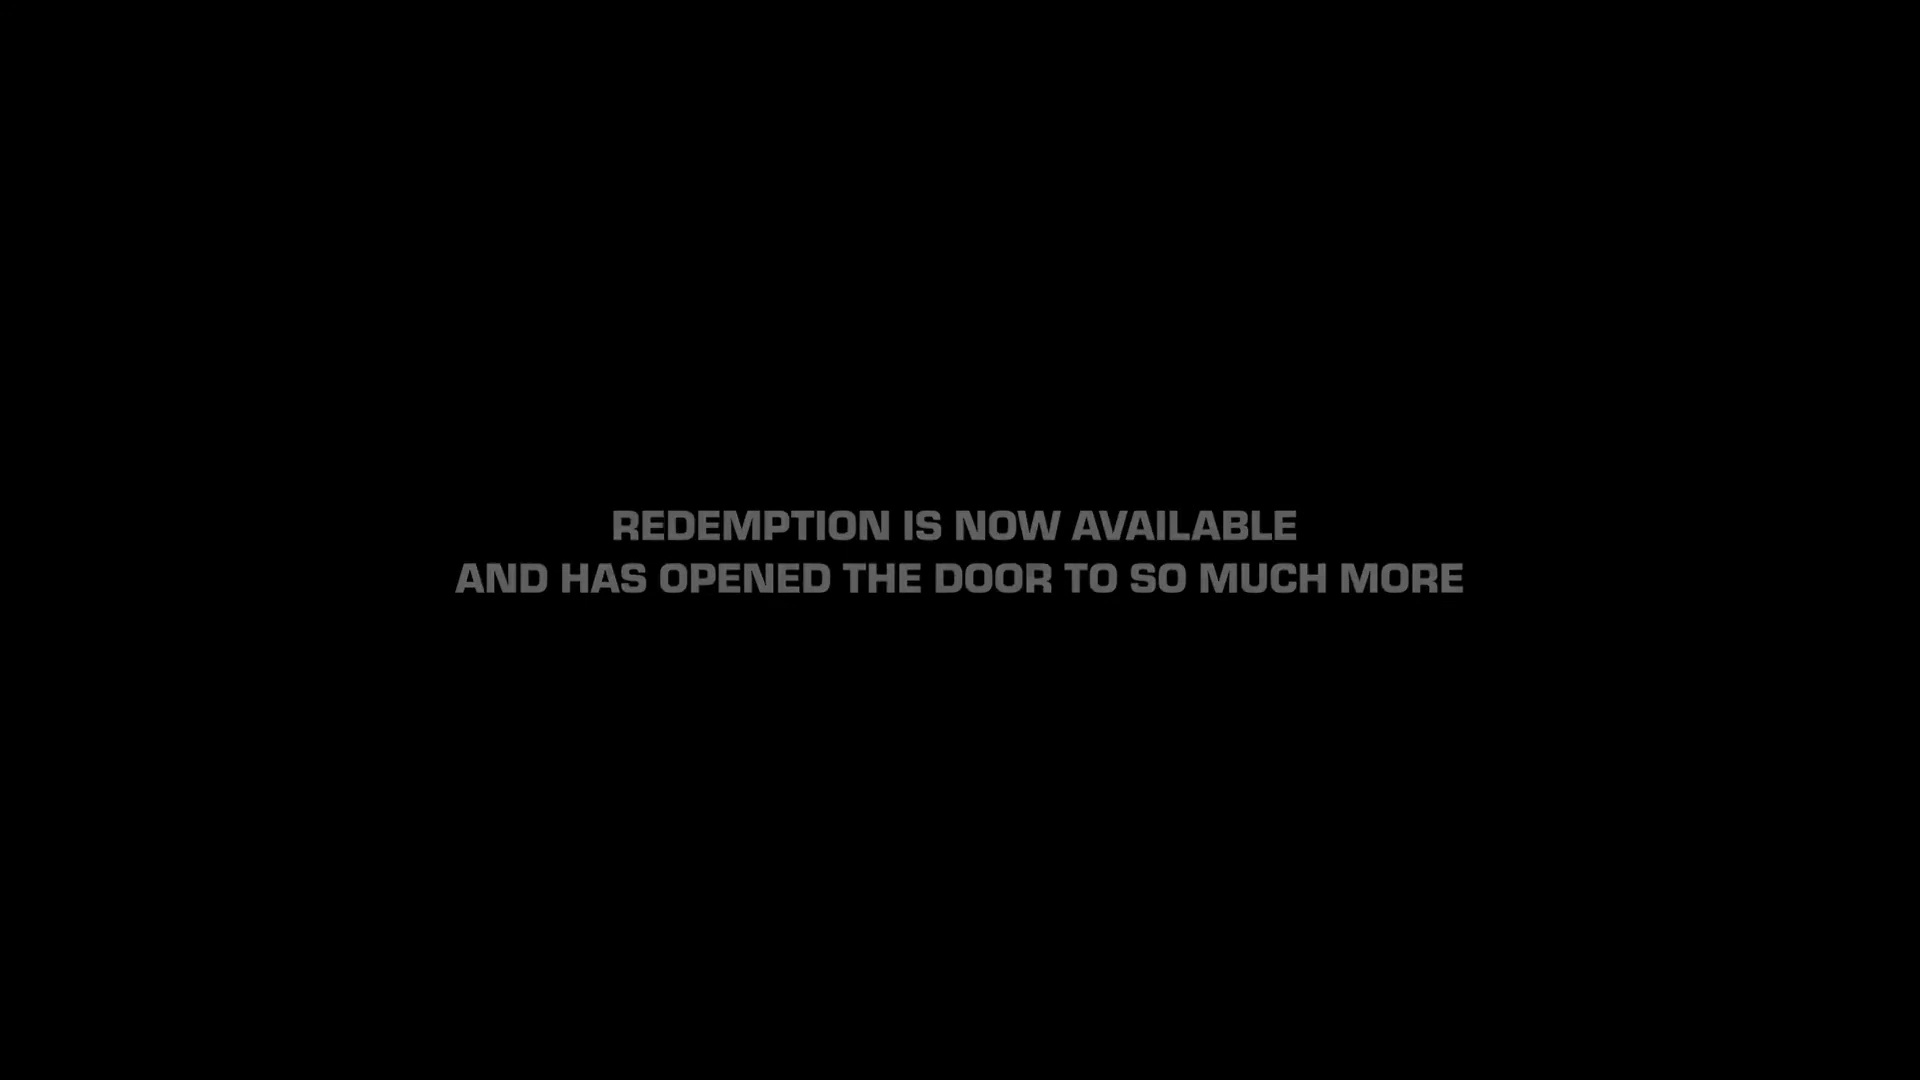 REDEMPTION IS NOW AVAILABLE
AND HAS OPENED THE DOOR TO SO MUCH MORE